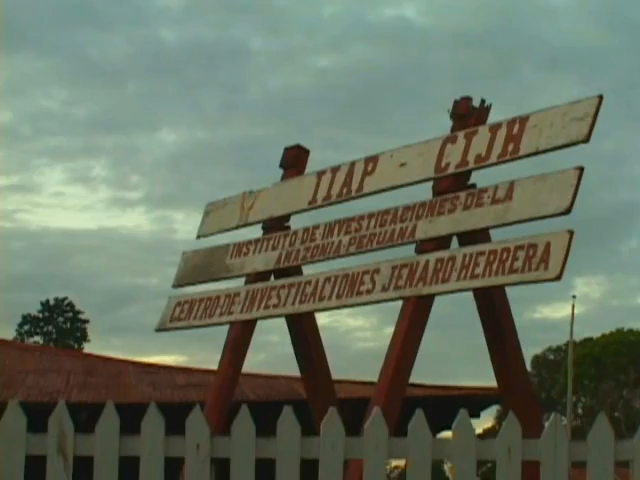 IIAP - CIJH
INSTITUTO DE INVESTIGACIONES DE LA
AMAZONIA PERUANA
CENTRO DE INVESTIGACIONES JENARO HERRERA